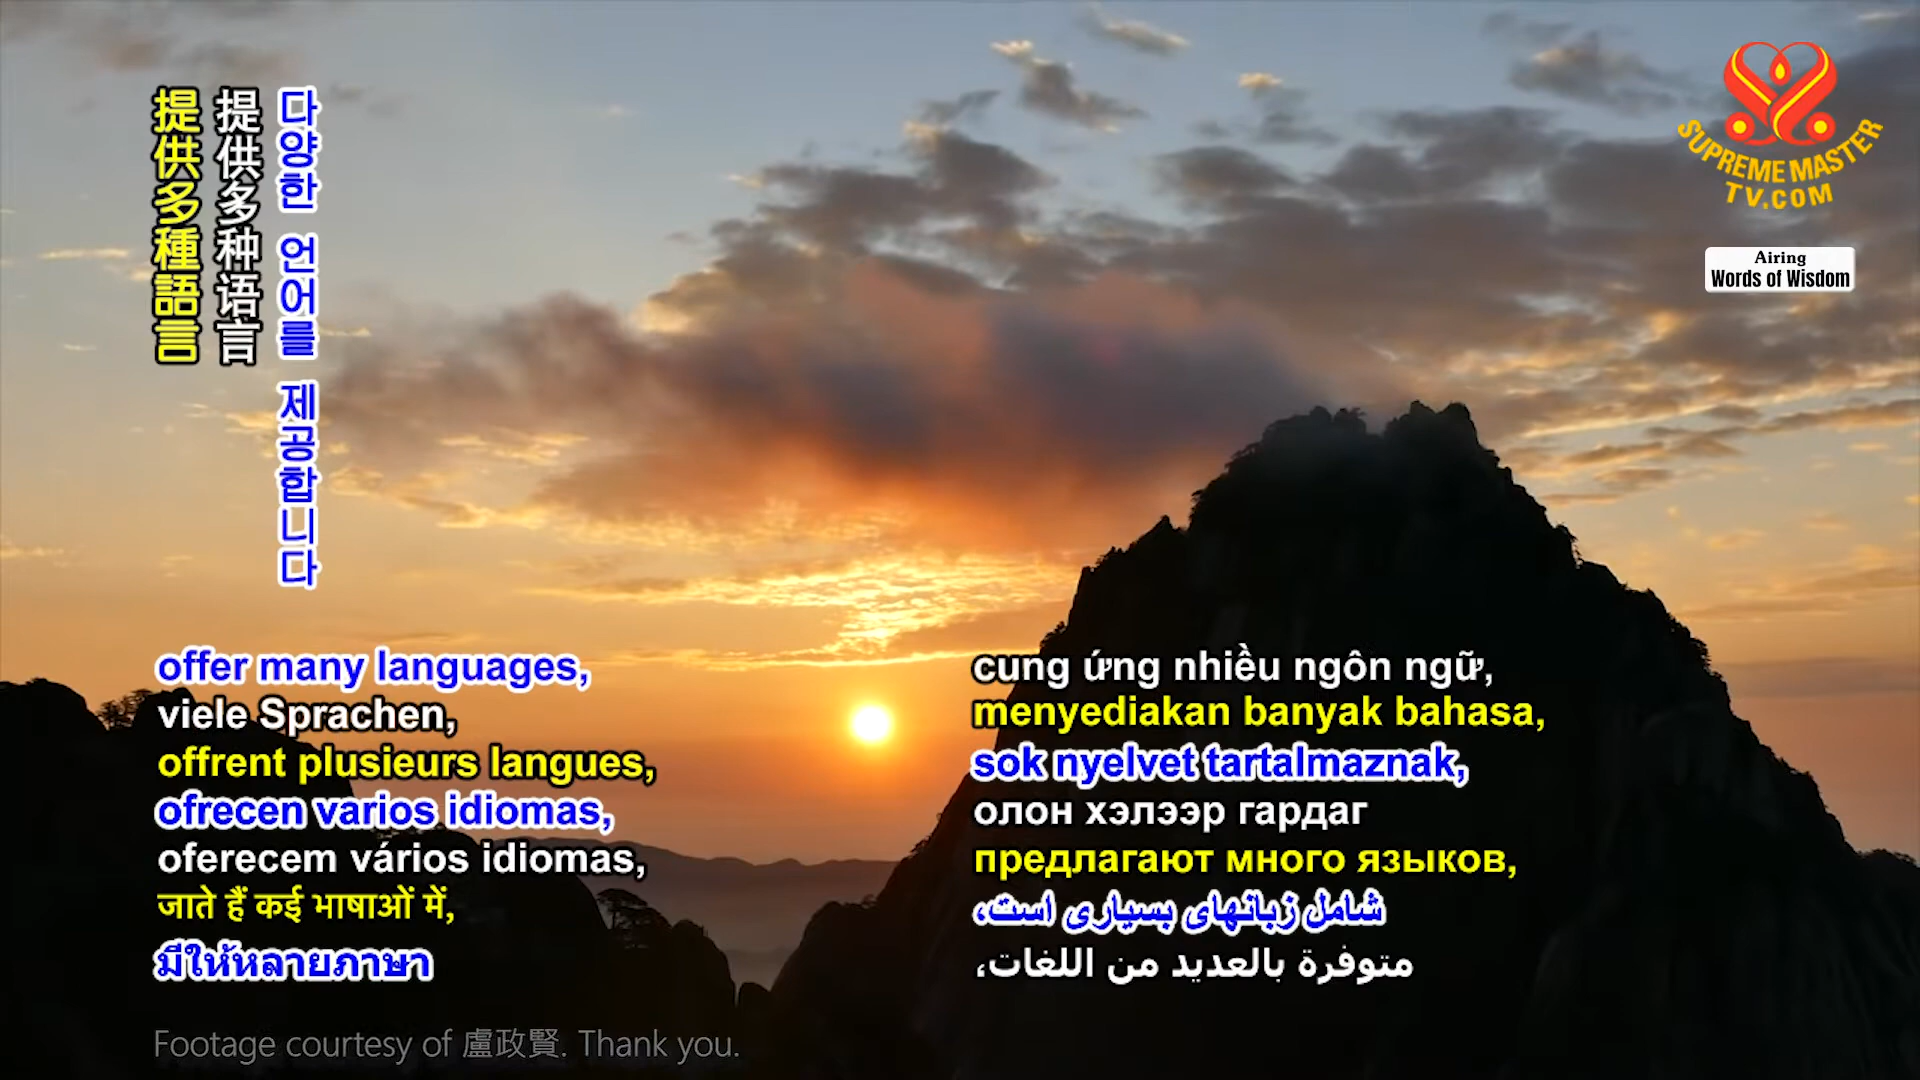 提供多種語言
提供多种语言
다양한 언어를 제공합니다
SUPREME MASTER
TV.COM
Airing
Words of Wisdom
offer many languages,
viele Sprachen,
offrent plusieurs langues,
ofrecen varios idiomas,
oferecem vários idiomas,
जाते हैं कई भाषाओं में,
มีให้หลายภาษา
cung ứng nhiều ngôn ngữ,
menyediakan banyak bahasa,
sok nyelvet tartalmaznak,
олон хэлээр гардаг
предлагают много языков,
شامل زبانهای بسیاری است،
متوفرة بالعديد من اللغات،
Footage courtesy of 盧政賢. Thank you.